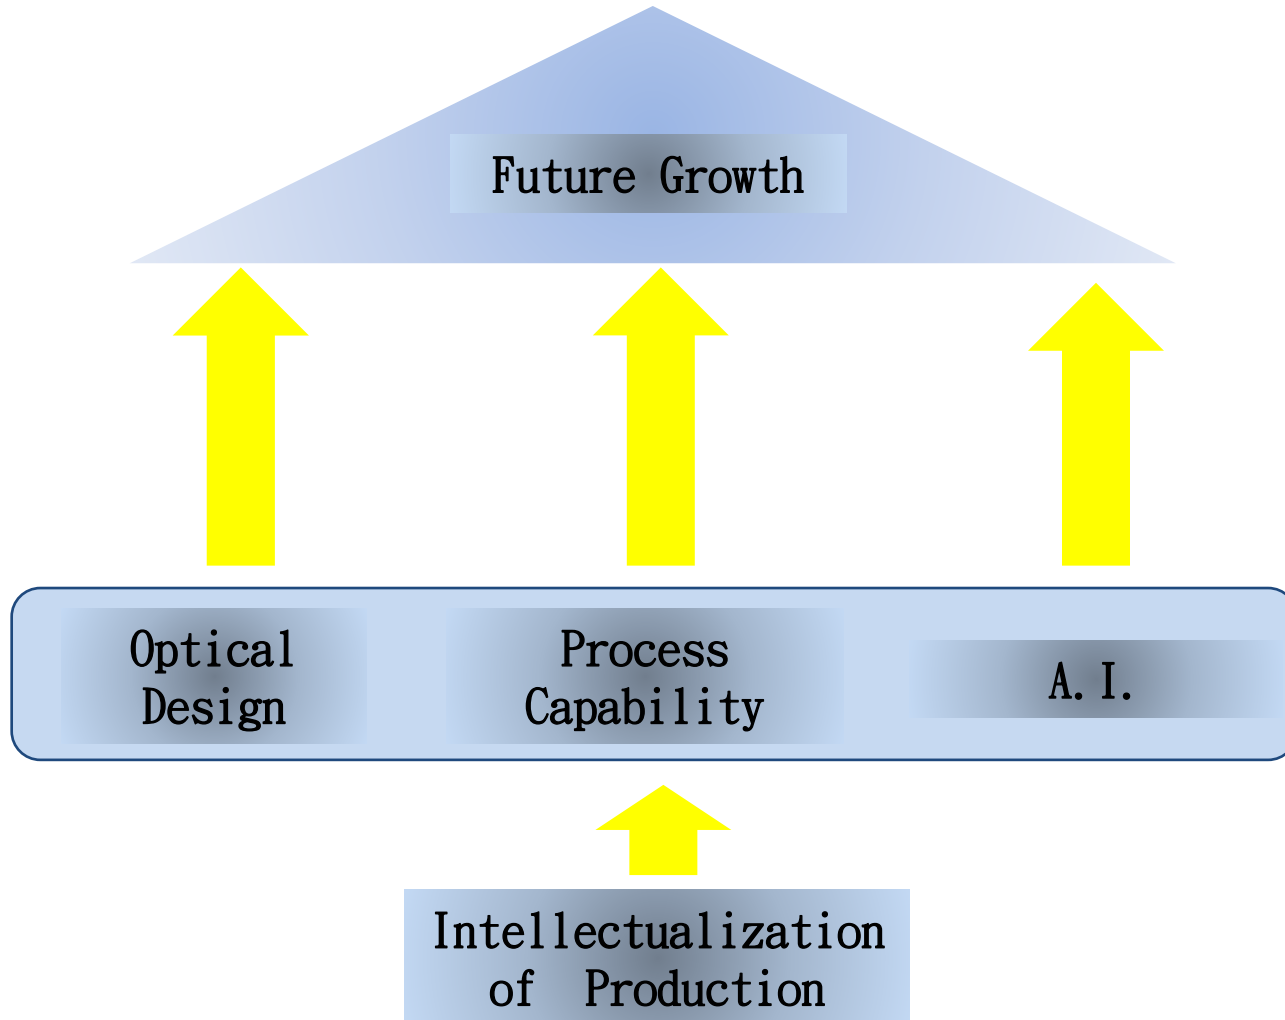 Future Growth
Optical
Design
Process
Capability
A.I.
Intellectualization
of Production